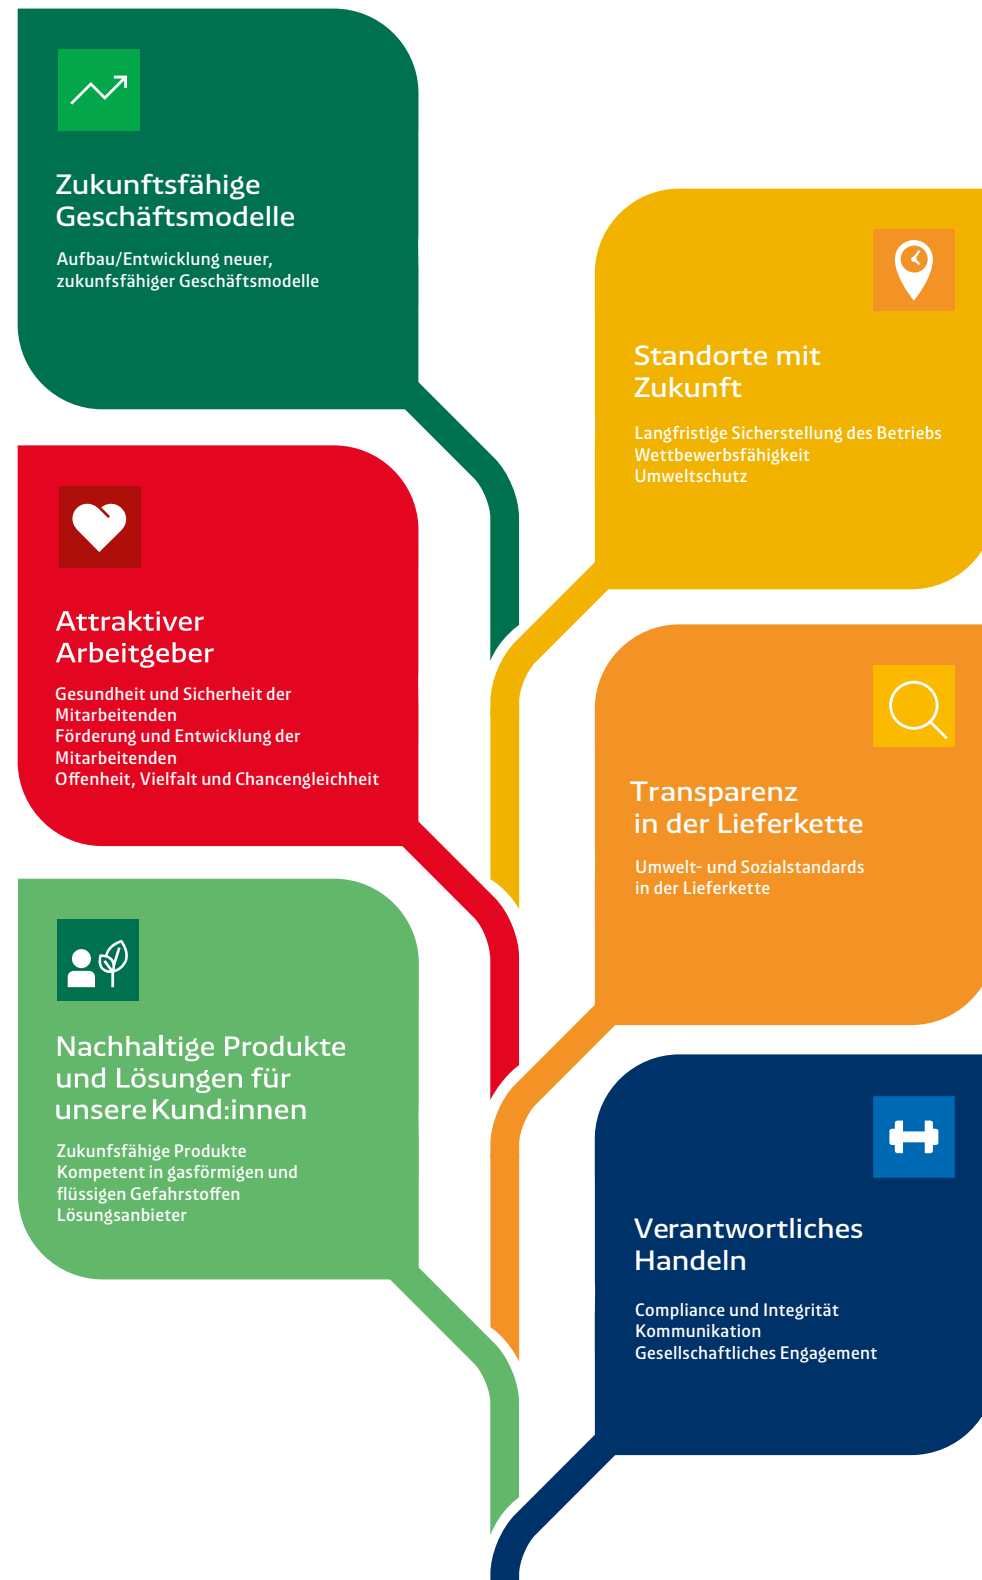 Zukunftsfähige
Geschäftsmodelle
Aufbau/Entwicklung neuer,
zukunfsfähiger Geschäftsmodelle
Standorte mit
Zukunft
Langfristige Sicherstellung des Betriebs
Wettbewerbsfähigkeit
Umweltschutz
Attraktiver
Arbeitgeber
Gesundheit und Sicherheit der
Mitarbeitenden
Förderung und Entwicklung der
Mitarbeitenden
Offenheit, Vielfalt und Chancengleichheit
Transparenz
in der Lieferkette
Umwelt- und Sozialstandards
in der Lieferkette
Nachhaltige Produkte
und Lösungen für
unsere Kund:innen
Zukunfsfähige Produkte
Kompetent in gasförmigen und
flüssigen Gefahrstoffen
Lösungsanbieter
Verantwortliches
Handeln
Compliance und Integrität
Kommunikation
Gesellschaftliches Engagement